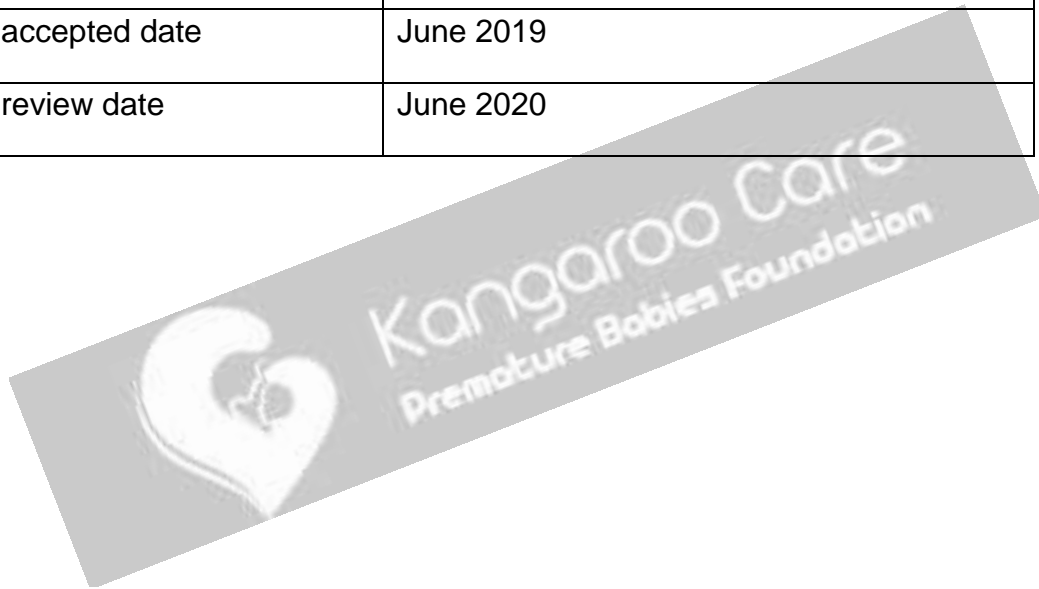 accepted date June 2019
review date June 2020
Kangaroo Care
Premature Babies Foundation